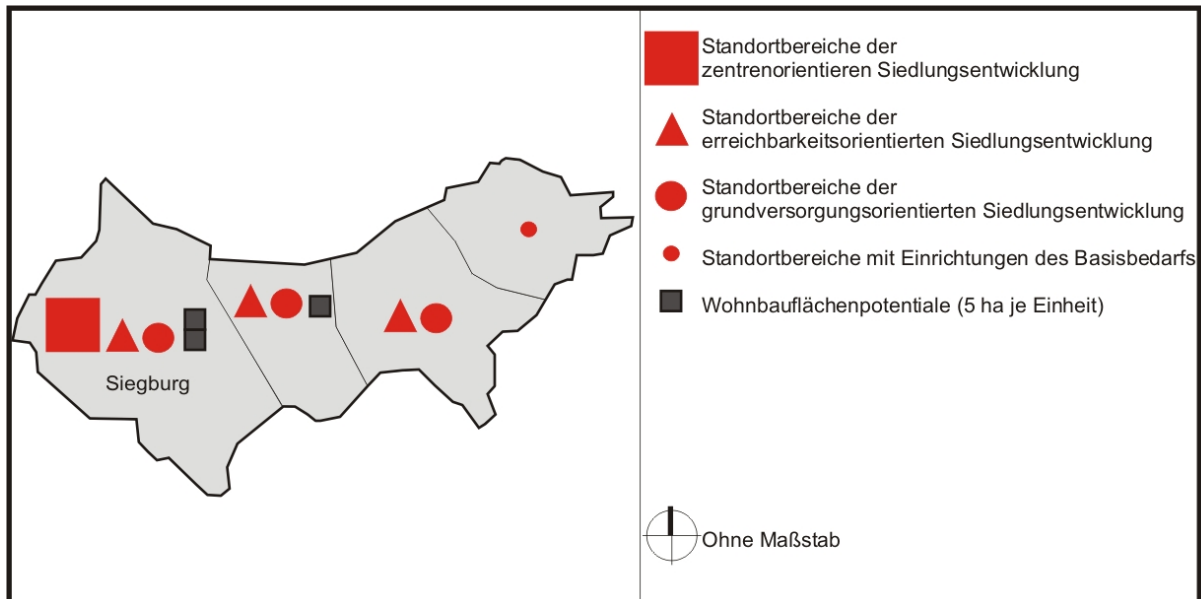 Siegburg
Standortbereiche der
zentrenorientieren Siedlungsentwicklung
Standortbereiche der
erreichbarkeitsorientierten Siedlungsentwicklung
Standortbereiche der
grundversorgungsorientierten Siedlungsentwicklung
Standortbereiche mit Einrichtungen des Basisbedarfs
Wohnbauflächenpotentiale (5 ha je Einheit)
Ohne Maßstab